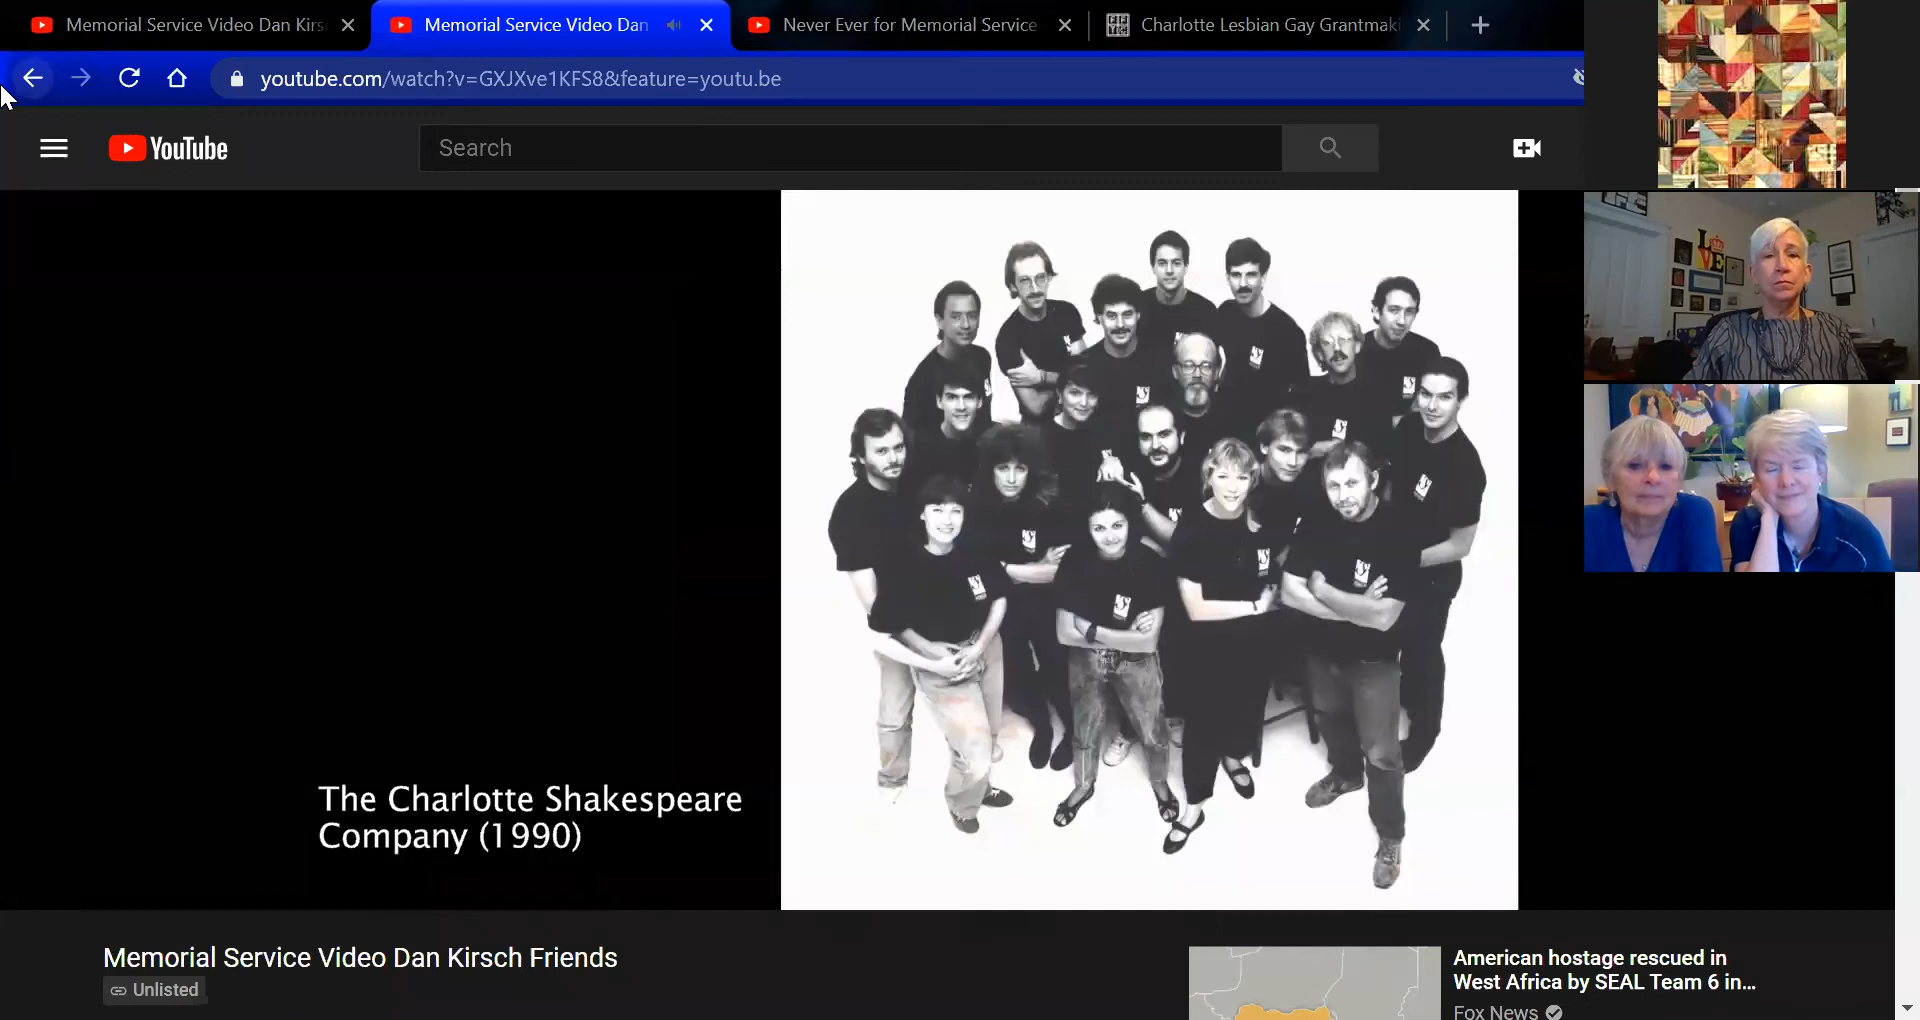 Memorial Service Video Dan Kirs
Memorial Service Video Dan
Never Ever for Memorial Service
Charlotte Lesbian Gay Grantmaki
youtube.com/watch?v=GXJXve1KFS8&feature=youtu.be
YouTube
Search
LOVE
The Charlotte Shakespeare
Company (1990)
Memorial Service Video Dan Kirsch Friends
Unlisted
American hostage rescued in
West Africa by SEAL Team 6 in...
Fox News